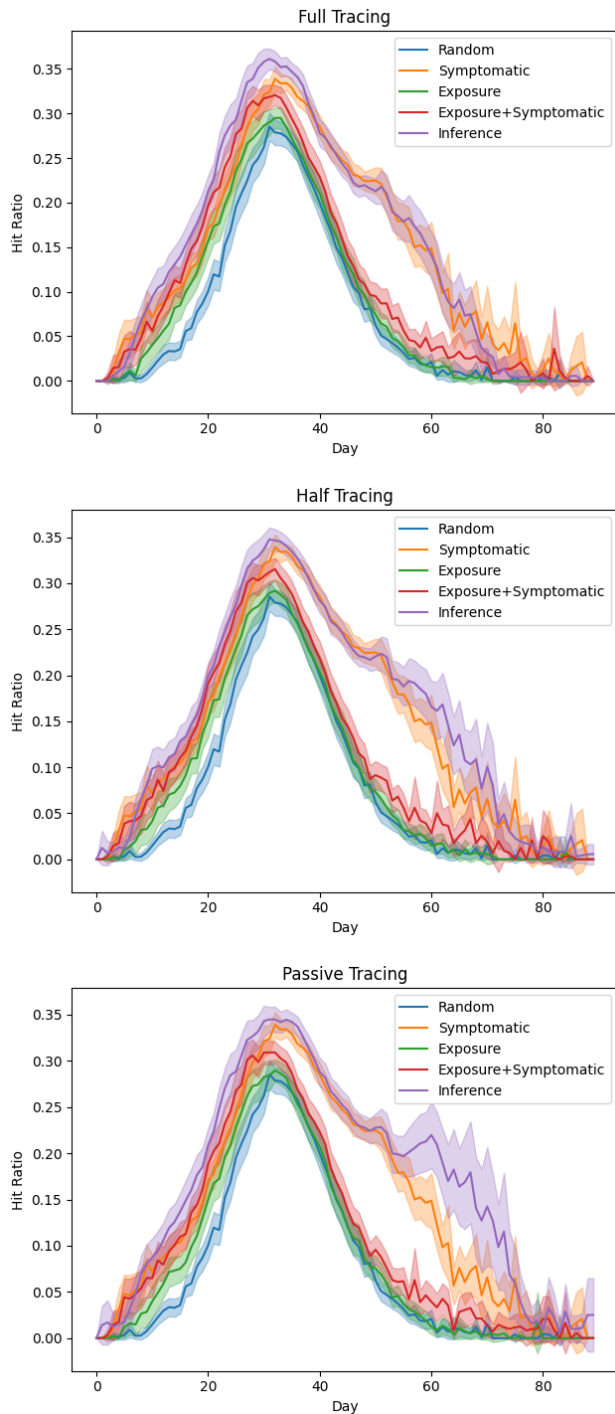 Full Tracing
Hit Ratio
0.35
0.30
0.25
0.20
0.15
0.10
0.05
0.00
Random
Symptomatic
Exposure
Exposure+Symptomatic
Inference
0 20 40 60 80
Day
Half Tracing
Hit Ratio
0.35
0.30
0.25
0.20
0.15
0.10
0.05
0.00
Random
Symptomatic
Exposure
Exposure+Symptomatic
Inference
0 20 40 60 80
Day
Passive Tracing
Hit Ratio
0.35
0.30
0.25
0.20
0.15
0.10
0.05
0.00
Random
Symptomatic
Exposure
Exposure+Symptomatic
Inference
0 20 40 60 80
Day